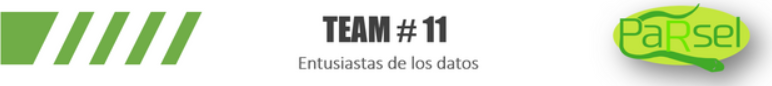 TEAM # 11
Entusiastas de los datos
PaRsel